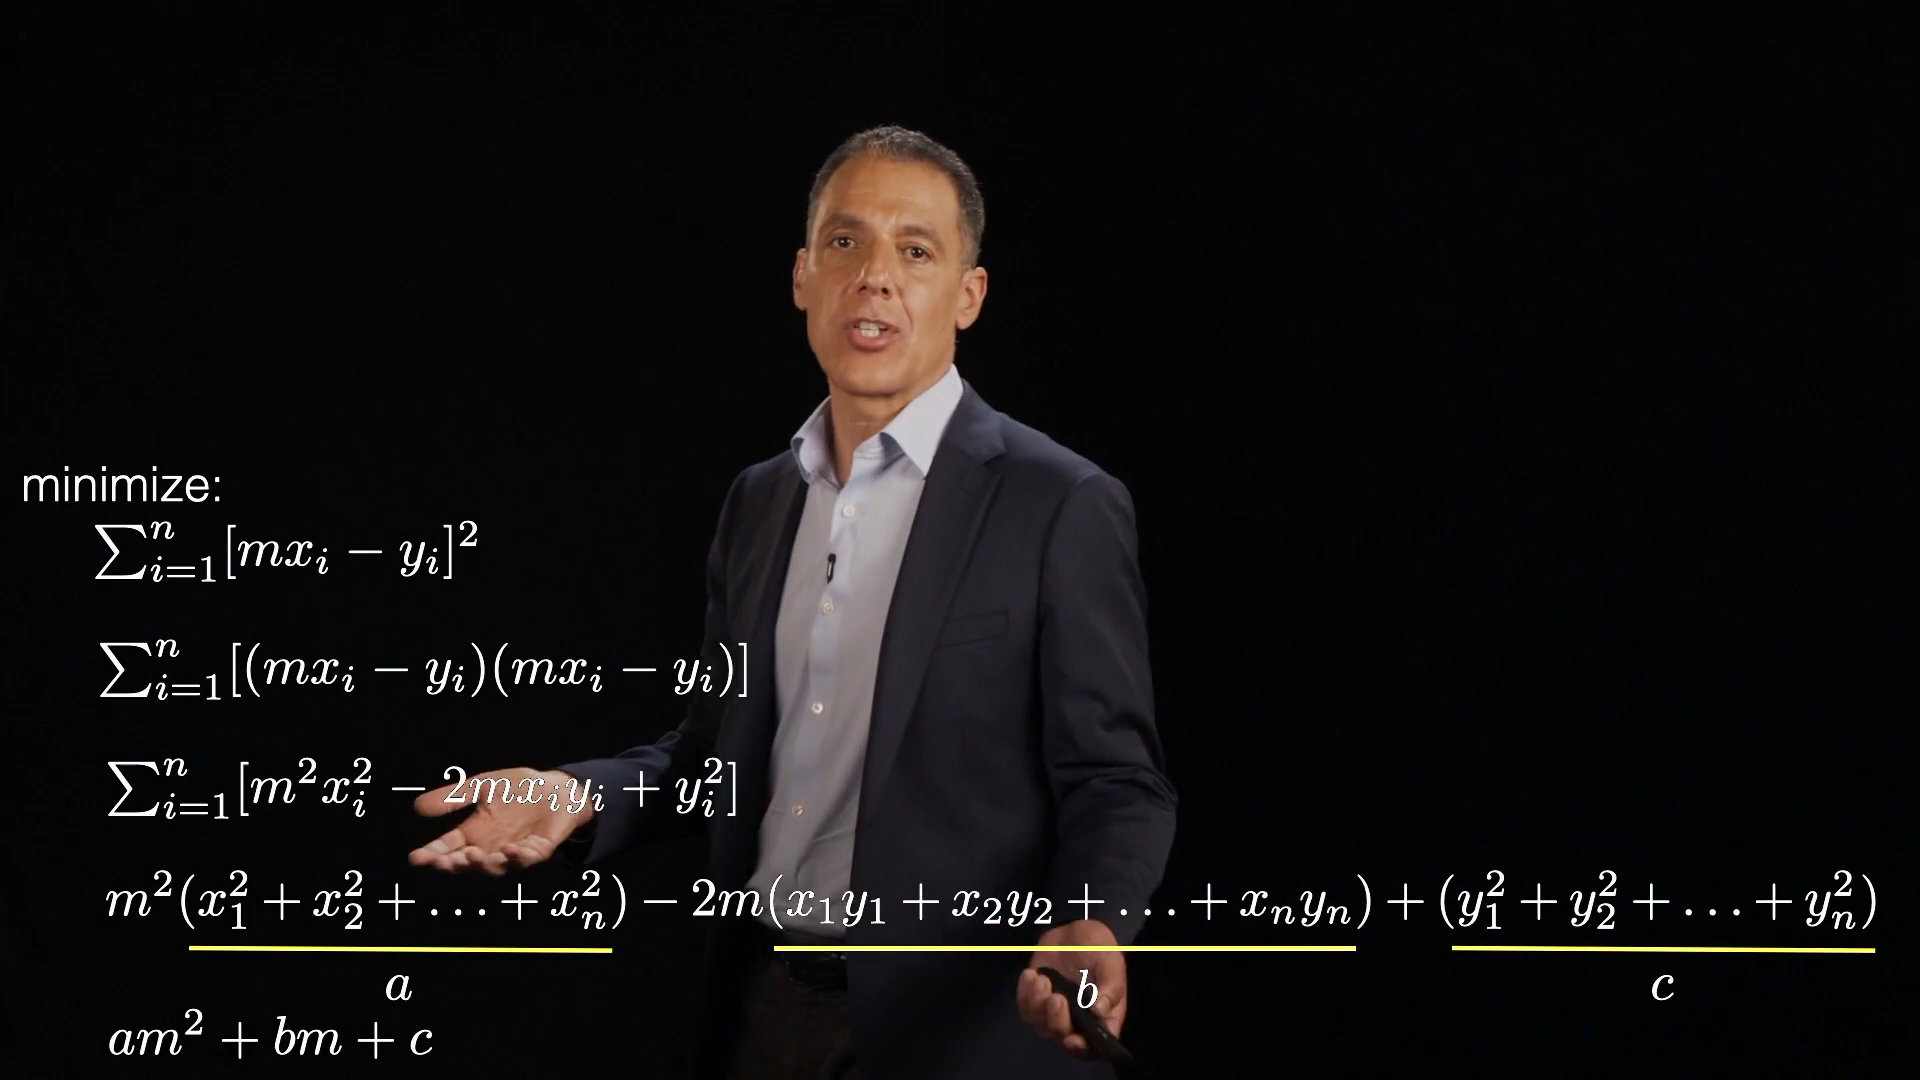 minimize:
∑ᵢ₌₁ⁿ[mxᵢ − yᵢ]²
∑ᵢ₌₁ⁿ[(mxᵢ − yᵢ)(mxᵢ − yᵢ)]
∑ᵢ₌₁ⁿ[m²xᵢ² − 2mxᵢyᵢ + yᵢ²]
m²(x₁² + x₂² + … + xₙ²) − 2m(x₁y₁ + x₂y₂ + … + xₙyₙ) + (y₁² + y₂² + … + yₙ²)
a b c
am² + bm + c